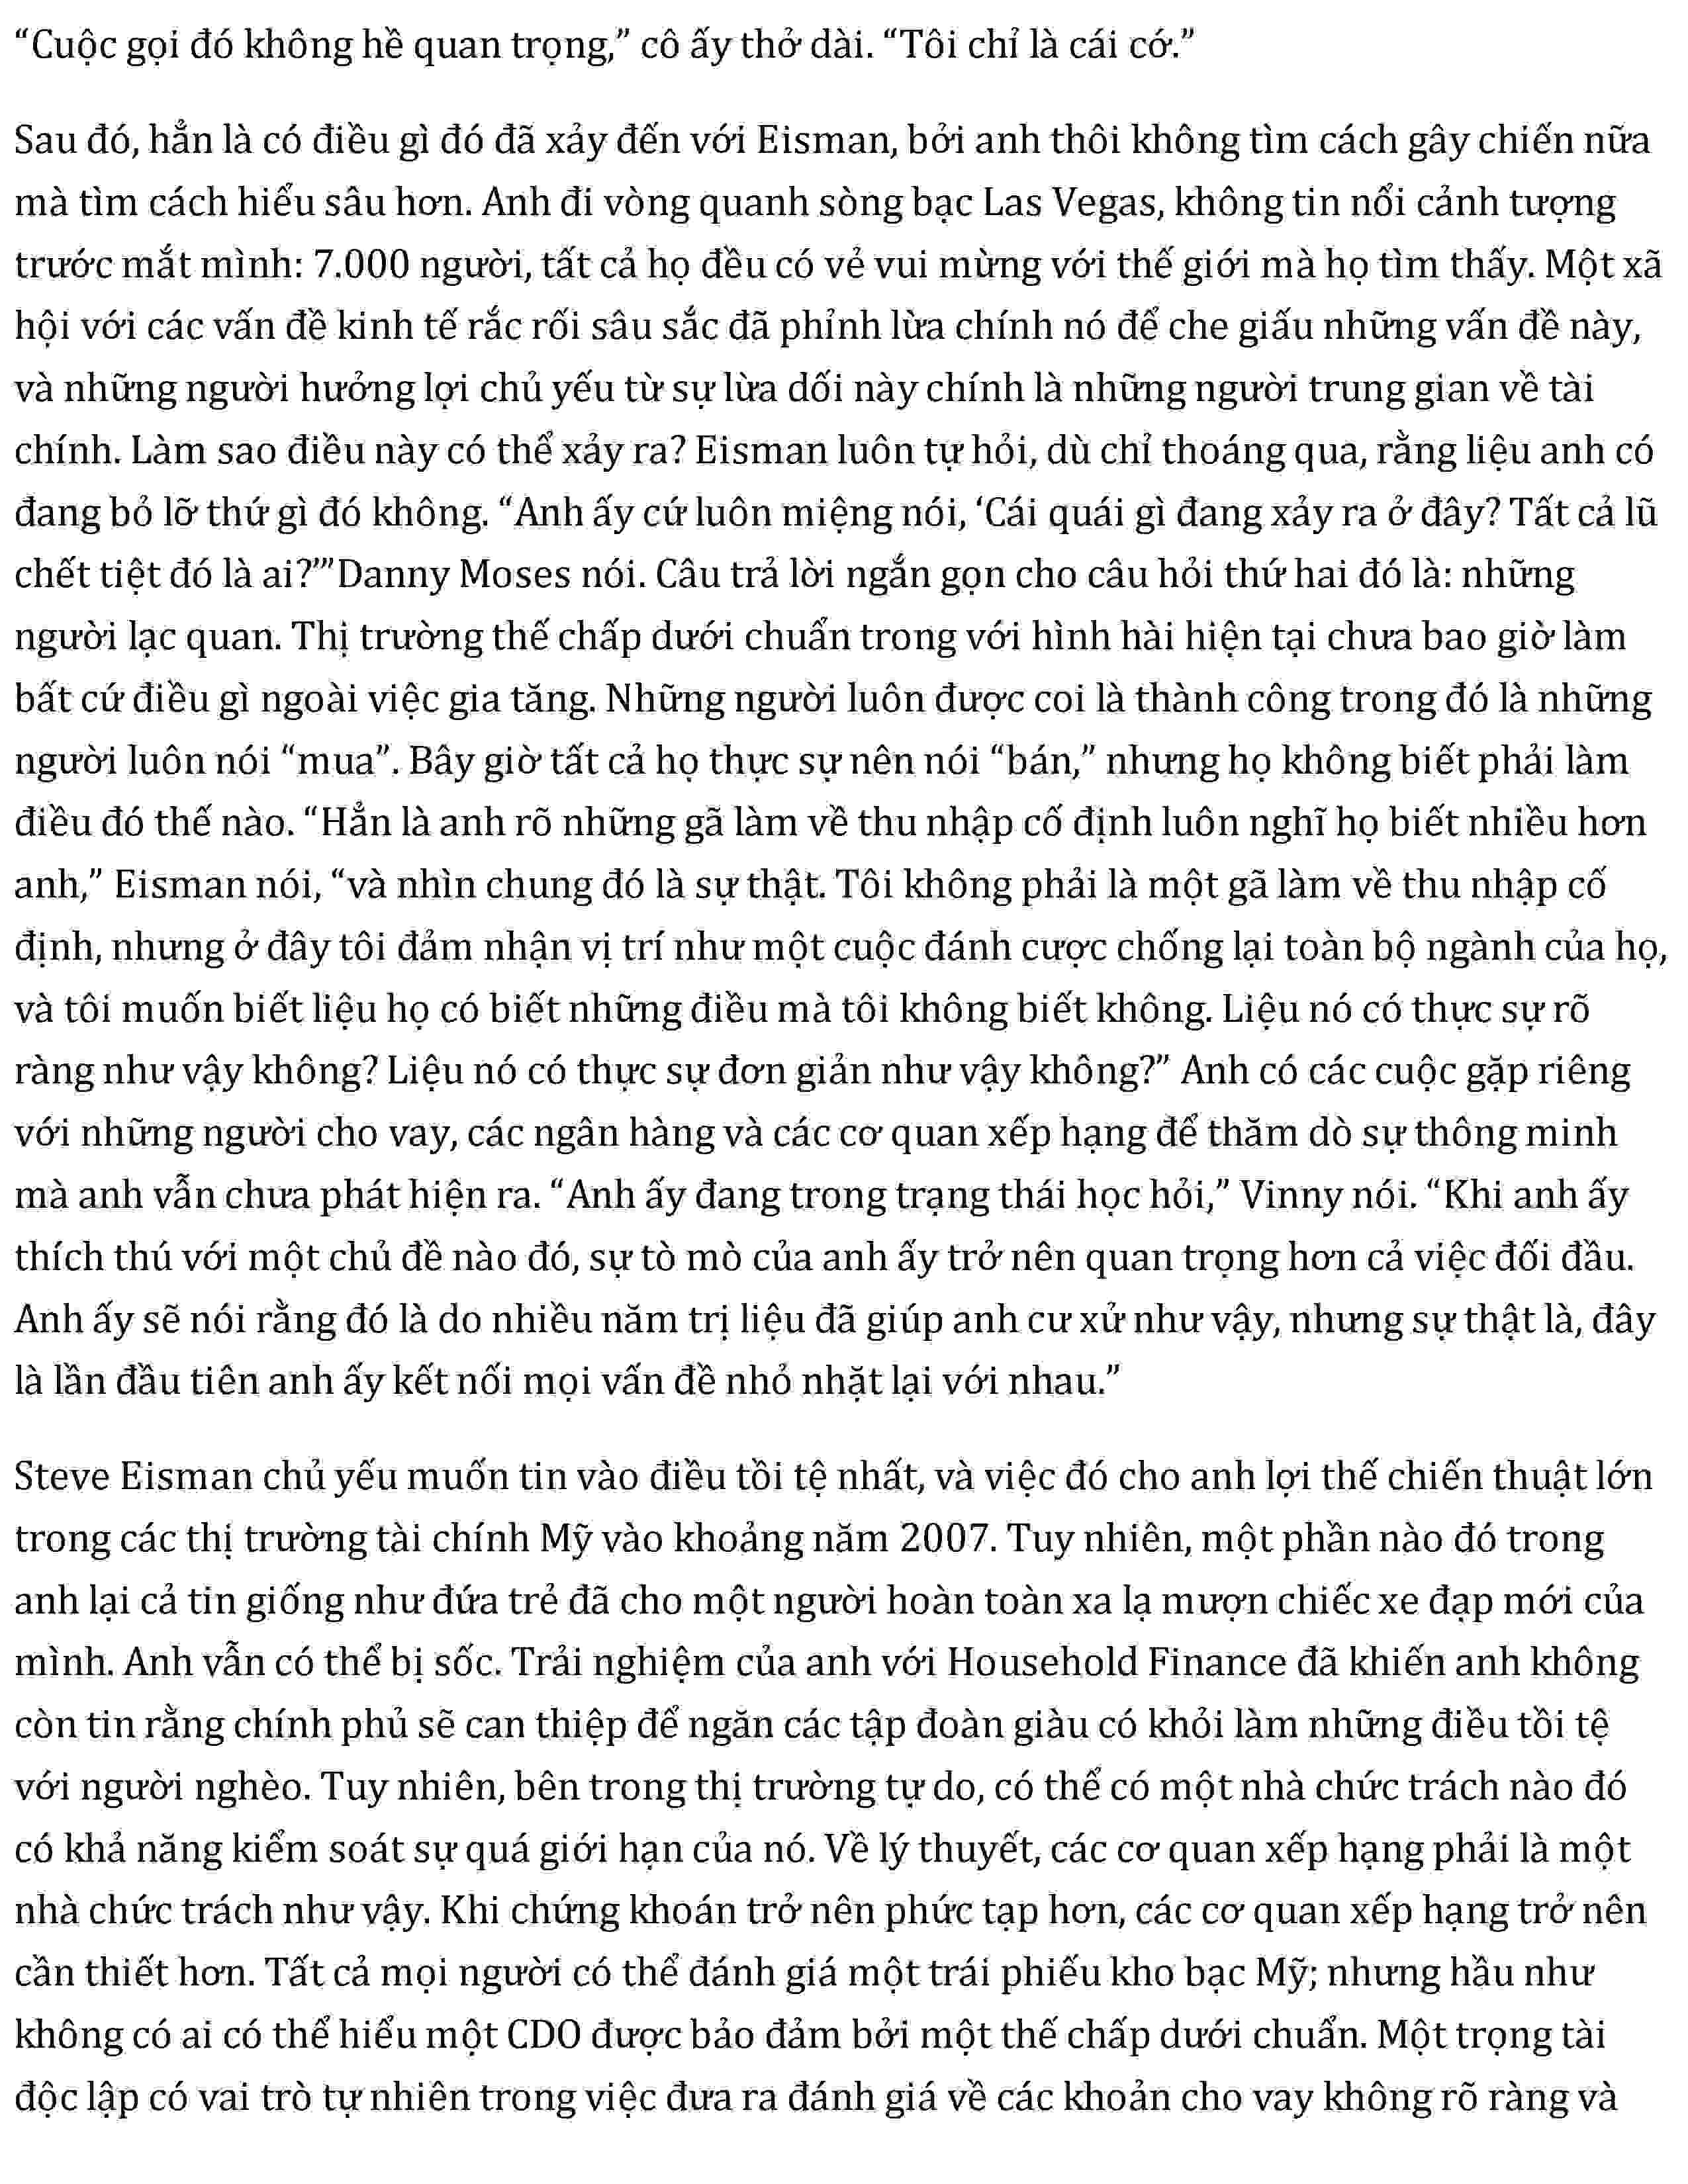 “Cuộc gọi đó không hề quan trọng,” cô ấy thở dài. “Tôi chỉ là cái cớ.”
Sau đó, hẳn là có điều gì đó đã xảy đến với Eisman, bởi anh thôi không tìm cách gây chiến nữa
mà tìm cách hiểu sâu hơn. Anh đi vòng quanh sòng bạc Las Vegas, không tin nổi cảnh tượng
trước mắt mình: 7.000 người, tất cả họ đều có vẻ vui mừng với thế giới mà họ tìm thấy. Một xã
hội với các vấn đề kinh tế rắc rối sâu sắc đã phỉnh lừa chính nó để che giấu những vấn đề này,
và những người hưởng lợi chủ yếu từ sự lừa dối này chính là những người trung gian về tài
chính. Làm sao điều này có thể xảy ra? Eisman luôn tự hỏi, dù chỉ thoáng qua, rằng liệu anh có
đang bỏ lỡ thứ gì đó không. “Anh ấy cứ luôn miệng nói, ‘Cái quái gì đang xảy ra ở đây? Tất cả lũ
chết tiệt đó là ai?’”Danny Moses nói. Câu trả lời ngắn gọn cho câu hỏi thứ hai đó là: những
người lạc quan. Thị trường thế chấp dưới chuẩn trong với hình hài hiện tại chưa bao giờ làm
bất cứ điều gì ngoài việc gia tăng. Những người luôn được coi là thành công trong đó là những
người luôn nói “mua”. Bây giờ tất cả họ thực sự nên nói “bán,” nhưng họ không biết phải làm
điều đó thế nào. “Hẳn là anh rõ những gã làm về thu nhập cố định luôn nghĩ họ biết nhiều hơn
anh,” Eisman nói, “và nhìn chung đó là sự thật. Tôi không phải là một gã làm về thu nhập cố
định, nhưng ở đây tôi đảm nhận vị trí như một cuộc đánh cược chống lại toàn bộ ngành của họ,
và tôi muốn biết liệu họ có biết những điều mà tôi không biết không. Liệu nó có thực sự rõ
ràng như vậy không? Liệu nó có thực sự đơn giản như vậy không?” Anh có các cuộc gặp riêng
với những người cho vay, các ngân hàng và các cơ quan xếp hạng để thăm dò sự thông minh
mà anh vẫn chưa phát hiện ra. “Anh ấy đang trong trạng thái học hỏi,” Vinny nói. “Khi anh ấy
thích thú với một chủ đề nào đó, sự tò mò của anh ấy trở nên quan trọng hơn cả việc đối đầu.
Anh ấy sẽ nói rằng đó là do nhiều năm trị liệu đã giúp anh cư xử như vậy, nhưng sự thật là, đây
là lần đầu tiên anh ấy kết nối mọi vấn đề nhỏ nhặt lại với nhau.”
Steve Eisman chủ yếu muốn tin vào điều tồi tệ nhất, và việc đó cho anh lợi thế chiến thuật lớn
trong các thị trường tài chính Mỹ vào khoảng năm 2007. Tuy nhiên, một phần nào đó trong
anh lại cả tin giống như đứa trẻ đã cho một người hoàn toàn xa lạ mượn chiếc xe đạp mới của
mình. Anh vẫn có thể bị sốc. Trải nghiệm của anh với Household Finance đã khiến anh không
còn tin rằng chính phủ sẽ can thiệp để ngăn các tập đoàn giàu có khỏi làm những điều tồi tệ
với người nghèo. Tuy nhiên, bên trong thị trường tự do, có thể có một nhà chức trách nào đó
có khả năng kiểm soát sự quá giới hạn của nó. Về lý thuyết, các cơ quan xếp hạng phải là một
nhà chức trách như vậy. Khi chứng khoán trở nên phức tạp hơn, các cơ quan xếp hạng trở nên
cần thiết hơn. Tất cả mọi người có thể đánh giá một trái phiếu kho bạc Mỹ; nhưng hầu như
không có ai có thể hiểu một CDO được bảo đảm bởi một thế chấp dưới chuẩn. Một trọng tài
độc lập có vai trò tự nhiên trong việc đưa ra đánh giá về các khoản cho vay không rõ ràng và